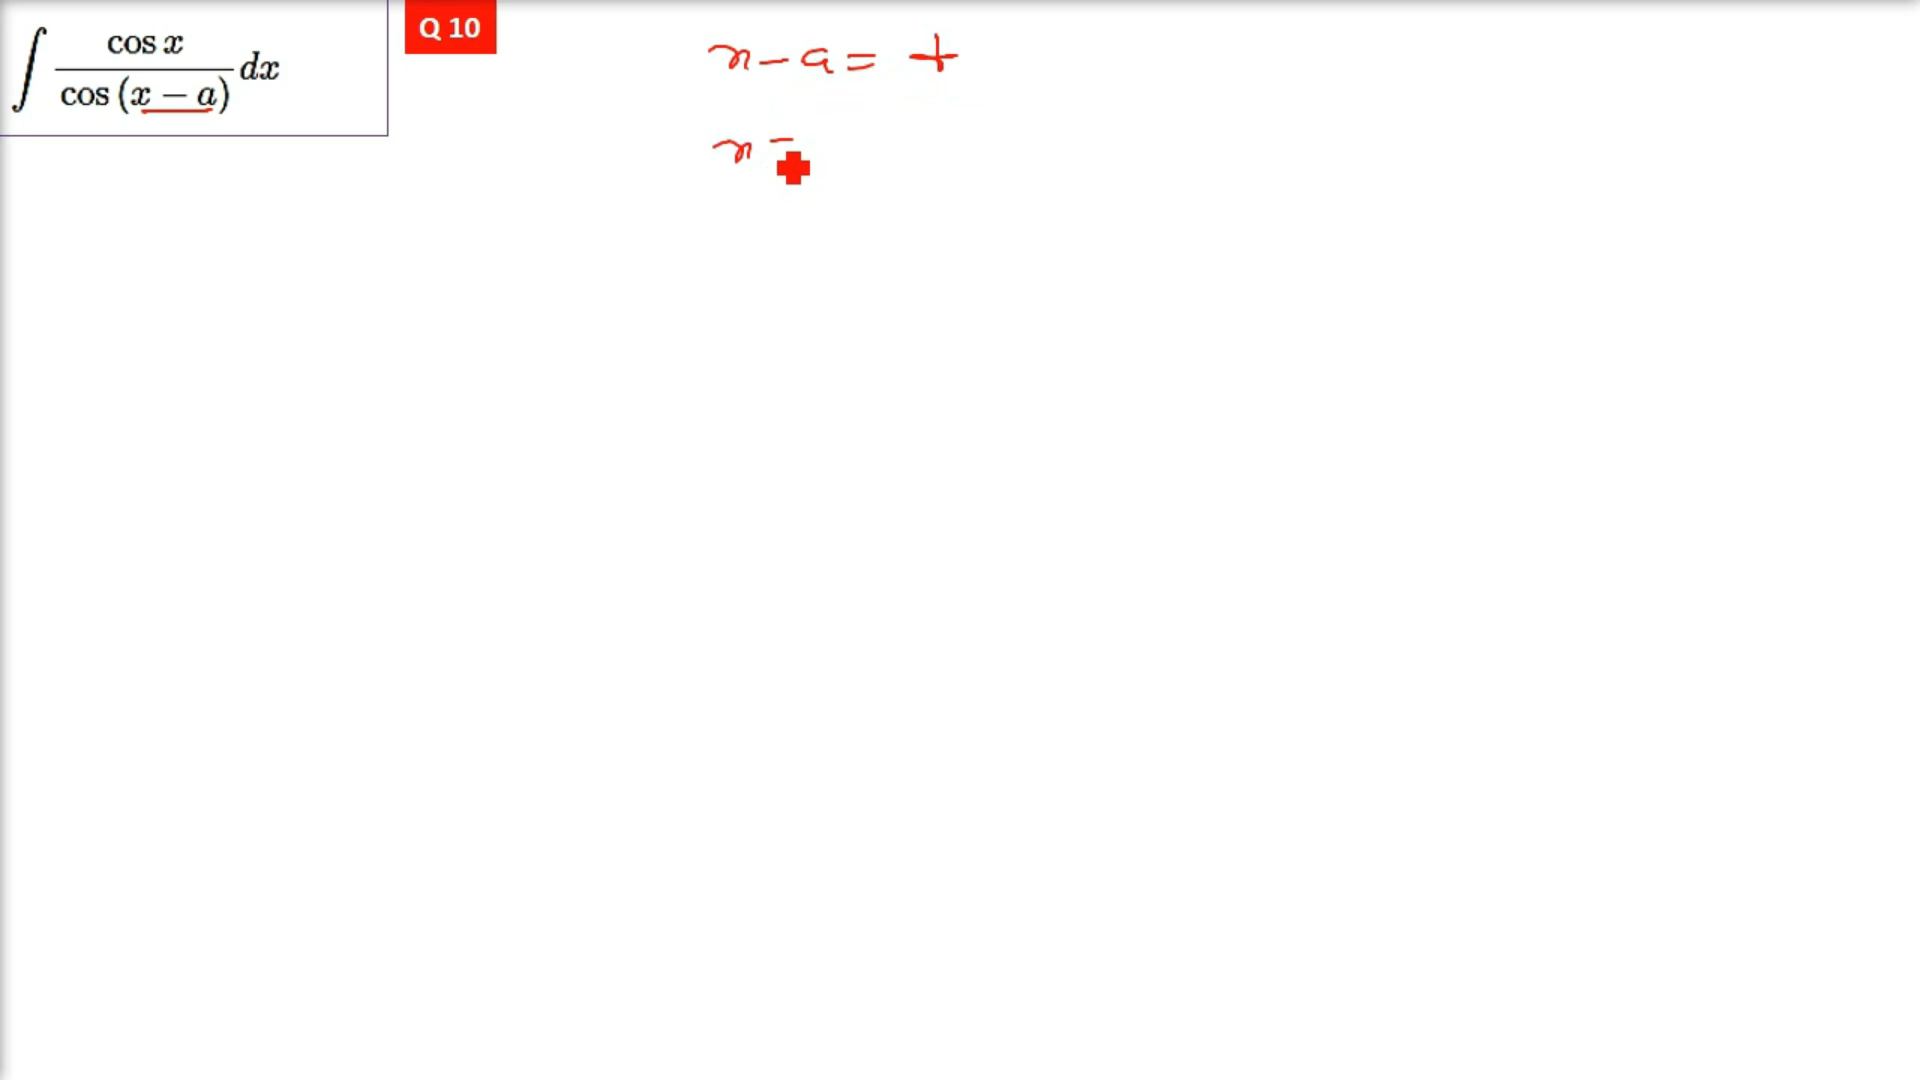 ∫ cos x / cos (x − a) dx
Q 10
x − a = t
x =